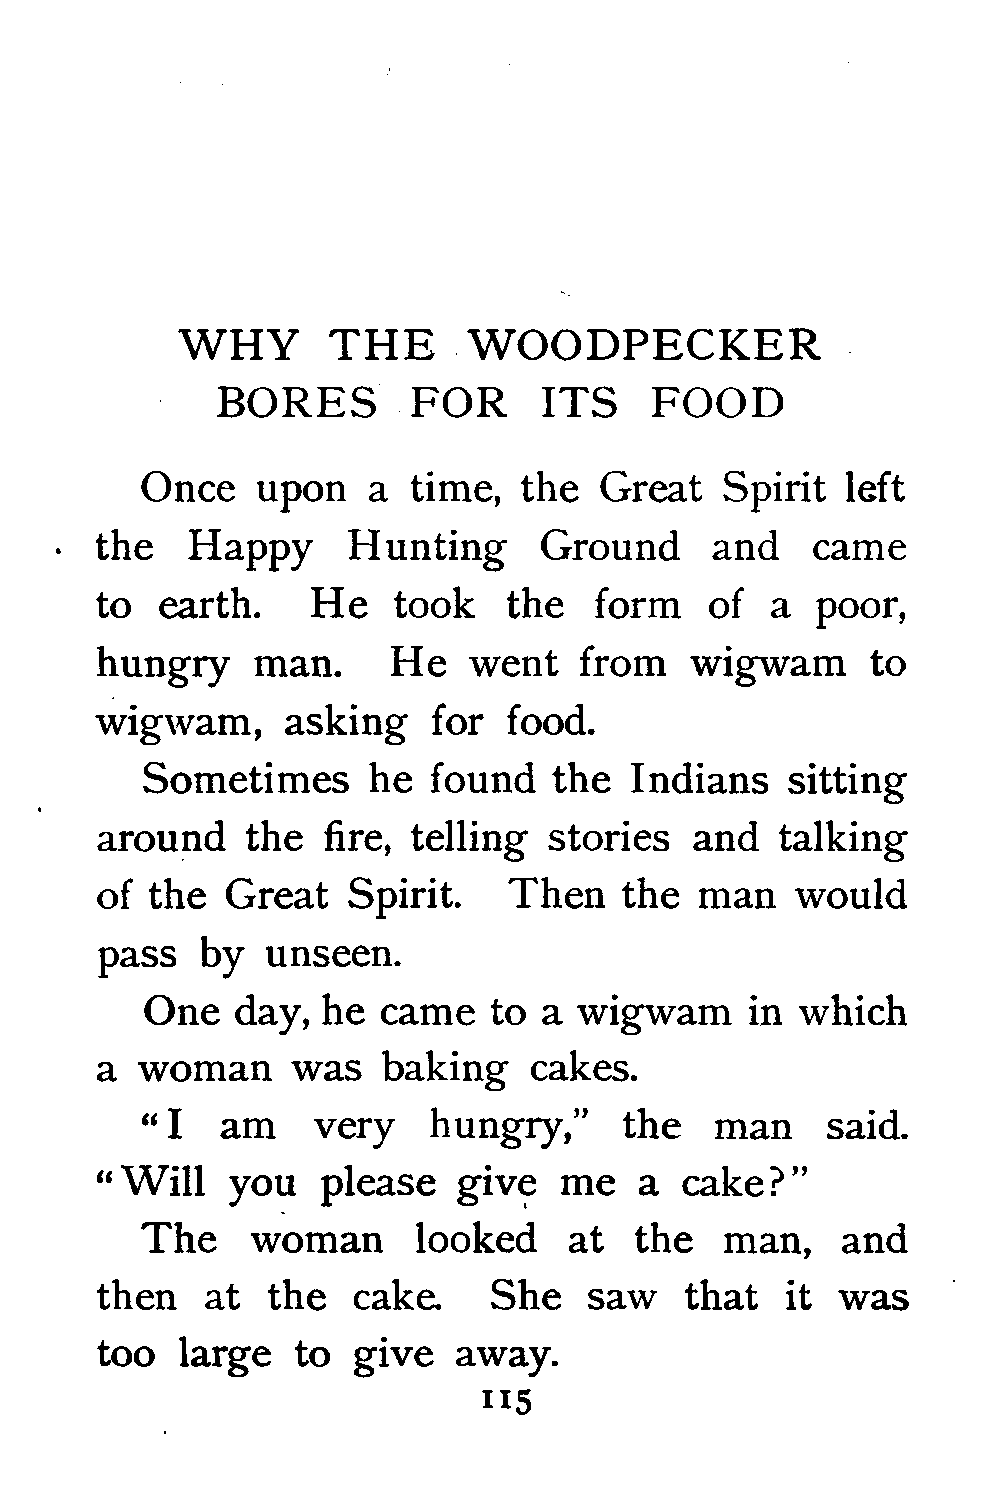 WHY THE WOODPECKER
BORES FOR ITS FOOD
Once upon a time, the Great Spirit left
the Happy Hunting Ground and came
to earth. He took the form of a poor,
hungry man. He went from wigwam to
wigwam, asking for food.
Sometimes he found the Indians sitting
around the fire, telling stories and talking
of the Great Spirit. Then the man would
pass by unseen.
One day, he came to a wigwam in which
a woman was baking cakes.
“I am very hungry,” the man said.
“Will you please give me a cake?”
The woman looked at the man, and
then at the cake. She saw that it was
too large to give away.
115